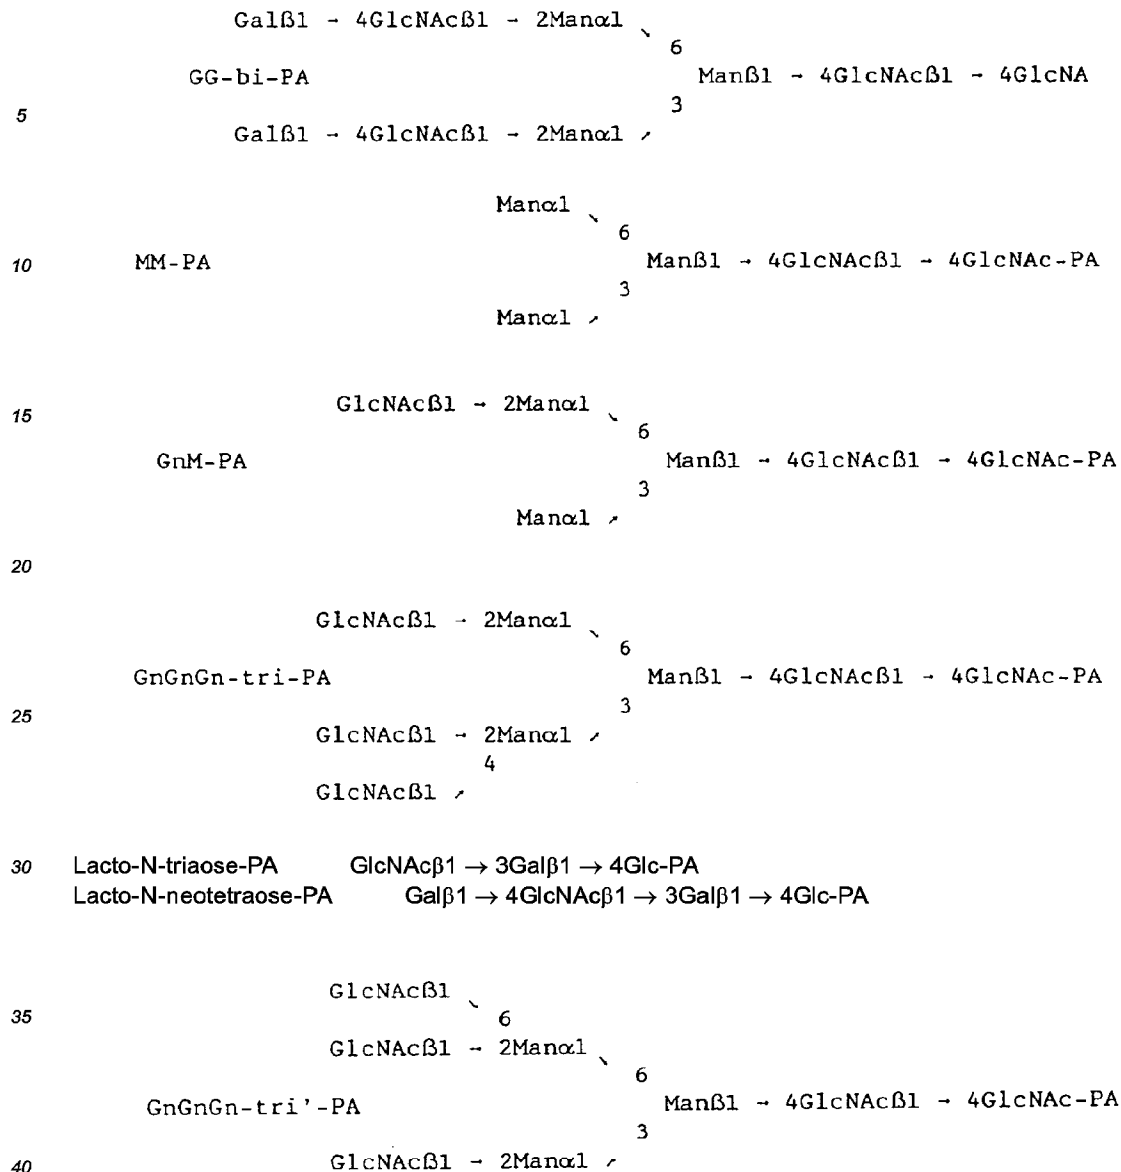 Galβ1 → 4GlcNAcβ1 → 2Manα1 ↘
6
GG-bi-PA Manβ1 → 4GlcNAcβ1 → 4GlcNA
3
5
Galβ1 → 4GlcNAcβ1 → 2Manα1 ↗
Manα1 ↘
6
10 MM-PA Manβ1 → 4GlcNAcβ1 → 4GlcNAc-PA
3
Manα1 ↗
15 GlcNAcβ1 → 2Manα1 ↘
6
GnM-PA Manβ1 → 4GlcNAcβ1 → 4GlcNAc-PA
3
Manα1 ↗
20
GlcNAcβ1 → 2Manα1 ↘
6
GnGnGn-tri-PA Manβ1 → 4GlcNAcβ1 → 4GlcNAc-PA
3
25
GlcNAcβ1 → 2Manα1 ↗
4
GlcNAcβ1 ↗
30 Lacto-N-triaose-PA GlcNAcβ1 → 3Galβ1 → 4Glc-PA
Lacto-N-neotetraose-PA Galβ1 → 4GlcNAcβ1 → 3Galβ1 → 4Glc-PA
GlcNAcβ1 ↘
35 6
GlcNAcβ1 → 2Manα1 ↘
6
GnGnGn-tri'-PA Manβ1 → 4GlcNAcβ1 → 4GlcNAc-PA
3
40 GlcNAcβ1 → 2Manα1 ↗